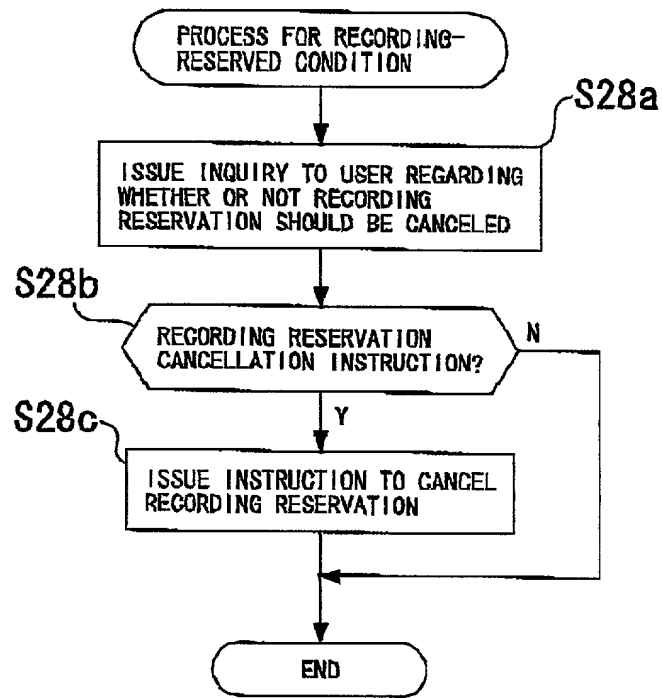 PROCESS FOR RECORDING-
RESERVED CONDITION
S28a
ISSUE INQUIRY TO USER REGARDING
WHETHER OR NOT RECORDING
RESERVATION SHOULD BE CANCELED
S28b
RECORDING RESERVATION
CANCELLATION INSTRUCTION?
N
Y
S28c
ISSUE INSTRUCTION TO CANCEL
RECORDING RESERVATION
END